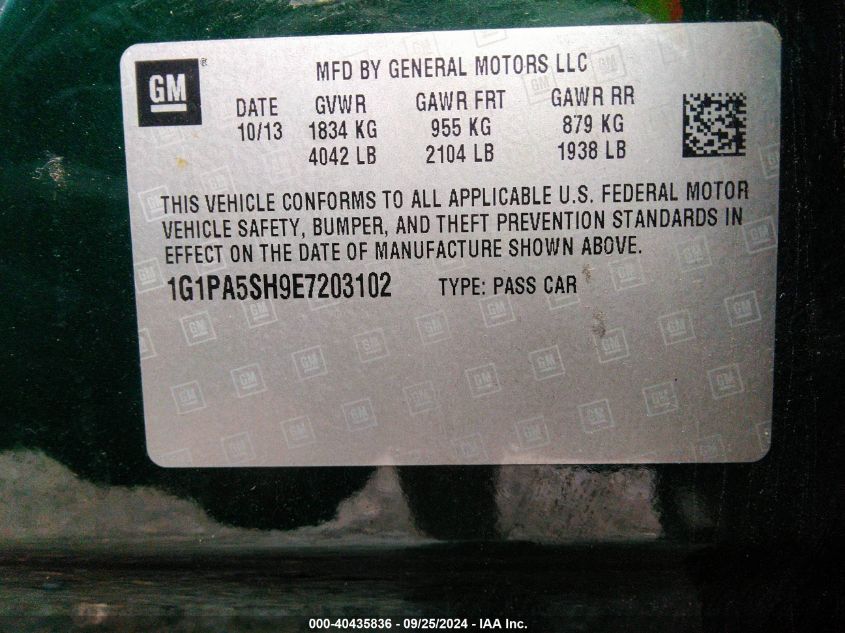 GM ®
MFD BY GENERAL MOTORS LLC
DATE GVWR GAWR FRT GAWR RR
10/13 1834 KG 955 KG 879 KG
4042 LB 2104 LB 1938 LB
THIS VEHICLE CONFORMS TO ALL APPLICABLE U.S. FEDERAL MOTOR
VEHICLE SAFETY, BUMPER, AND THEFT PREVENTION STANDARDS IN
EFFECT ON THE DATE OF MANUFACTURE SHOWN ABOVE.
1G1PA5SH9E7203102 TYPE: PASS CAR
000-40435836 - 09/25/2024 - IAA Inc.